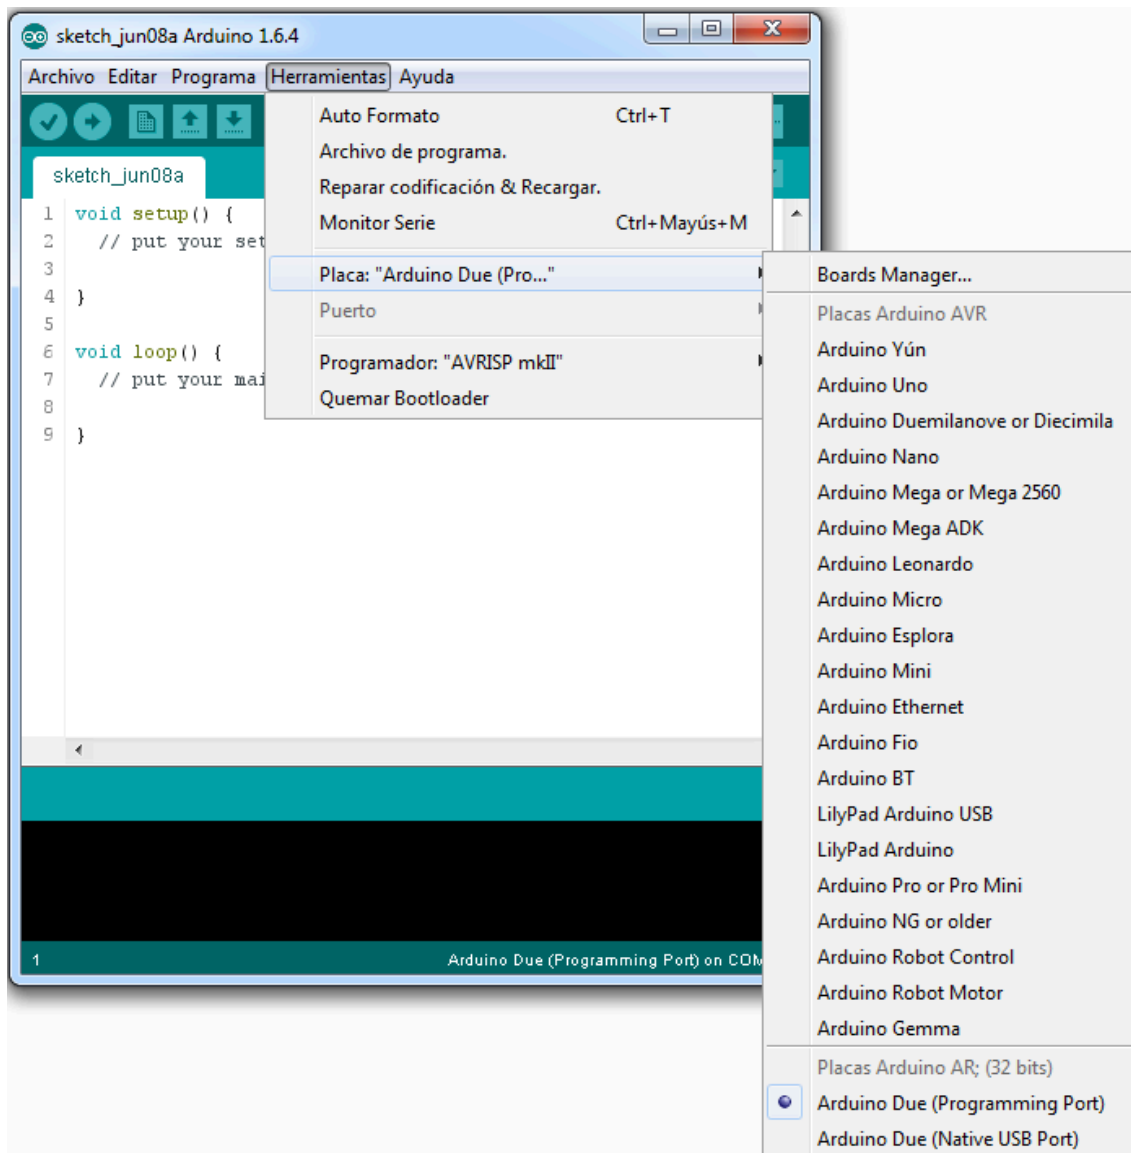 sketch_jun08a Arduino 1.6.4
Archivo Editar Programa Herramientas Ayuda
sketch_jun08a
1 void setup() {
2 // put your set
3
4 }
5
6 void loop() {
7 // put your mai
8
9 }
Auto Formato Ctrl+T
Archivo de programa.
Reparar codificación & Recargar.
Monitor Serie Ctrl+Mayús+M
Placa: "Arduino Due (Pro..."
Puerto
Programador: "AVRISP mkII"
Quemar Bootloader
Boards Manager...
Placas Arduino AVR
Arduino Yún
Arduino Uno
Arduino Duemilanove or Diecimila
Arduino Nano
Arduino Mega or Mega 2560
Arduino Mega ADK
Arduino Leonardo
Arduino Micro
Arduino Esplora
Arduino Mini
Arduino Ethernet
Arduino Fio
Arduino BT
LilyPad Arduino USB
LilyPad Arduino
Arduino Pro or Pro Mini
Arduino NG or older
Arduino Robot Control
Arduino Robot Motor
Arduino Gemma
Placas Arduino AR; (32 bits)
Arduino Due (Programming Port)
Arduino Due (Native USB Port)
1 Arduino Due (Programming Port) on COM